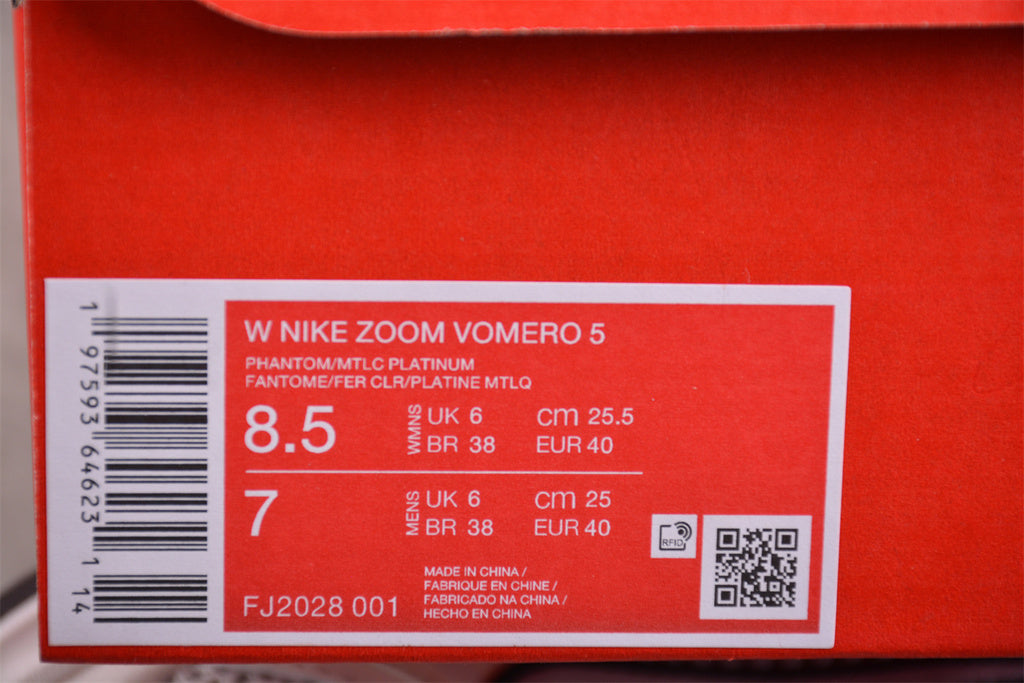 W NIKE ZOOM VOMERO 5
PHANTOM/MTLC PLATINUM
FANTOME/FER CLR/PLATINE MTLQ
8.5 WMNS UK 6 cm 25.5
BR 38 EUR 40
7 MENS UK 6 cm 25
BR 38 EUR 40
FJ2028 001
MADE IN CHINA /
FABRIQUE EN CHINE /
FABRICADO NA CHINA /
HECHO EN CHINA
RFID
1 97593 64623 1 14